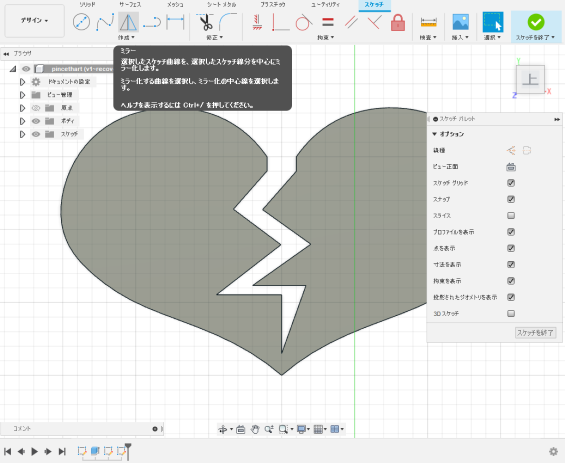 ソリッド サーフェス メッシュ シート メタル プラスチック ユーティリティ スケッチ
デザイン
作成 修正 拘束 検査 挿入 選択 スケッチを終了
ミラー
選択したスケッチ曲線を、選択したスケッチ線分を中心にミ
ラー化します。
ミラー化する曲線を選択し、ミラー化の中心線を選択しま
す。
ヘルプを表示するには Ctrl+/ を押してください。
ブラウザ
pincethart (v1~recov
ドキュメントの設定
ビュー管理
原点
ボディ
スケッチ
上
Y
X
Z
スケッチ パレット
オプション
線種
ビュー正面
スケッチ グリッド
スナップ
スライス
プロファイルを表示
点を表示
寸法を表示
拘束を表示
投影されたジオメトリを表示
3D スケッチ
スケッチを終了
コメント